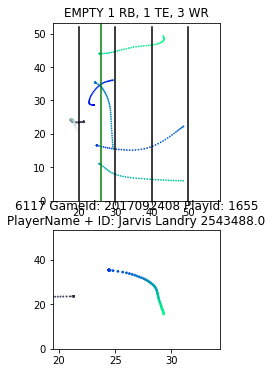 EMPTY 1 RB, 1 TE, 3 WR
50
40
30
20
10
0
20 30 40 50
6117 GameId: 2017092408 PlayId: 1655
PlayerName + ID: Jarvis Landry 2543488.0
40
20
0
20 25 30